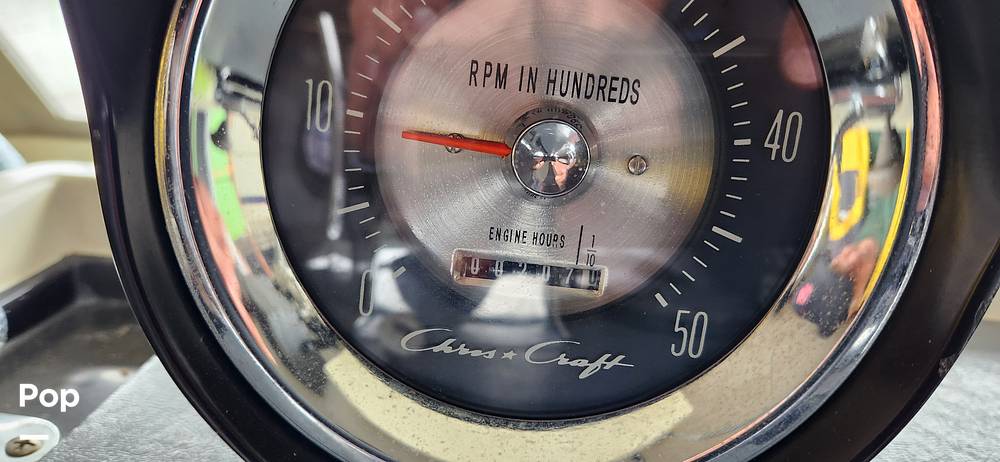 RPM IN HUNDREDS
10
40
ENGINE HOURS 1/10
0
50
Chris★Craft
Pop